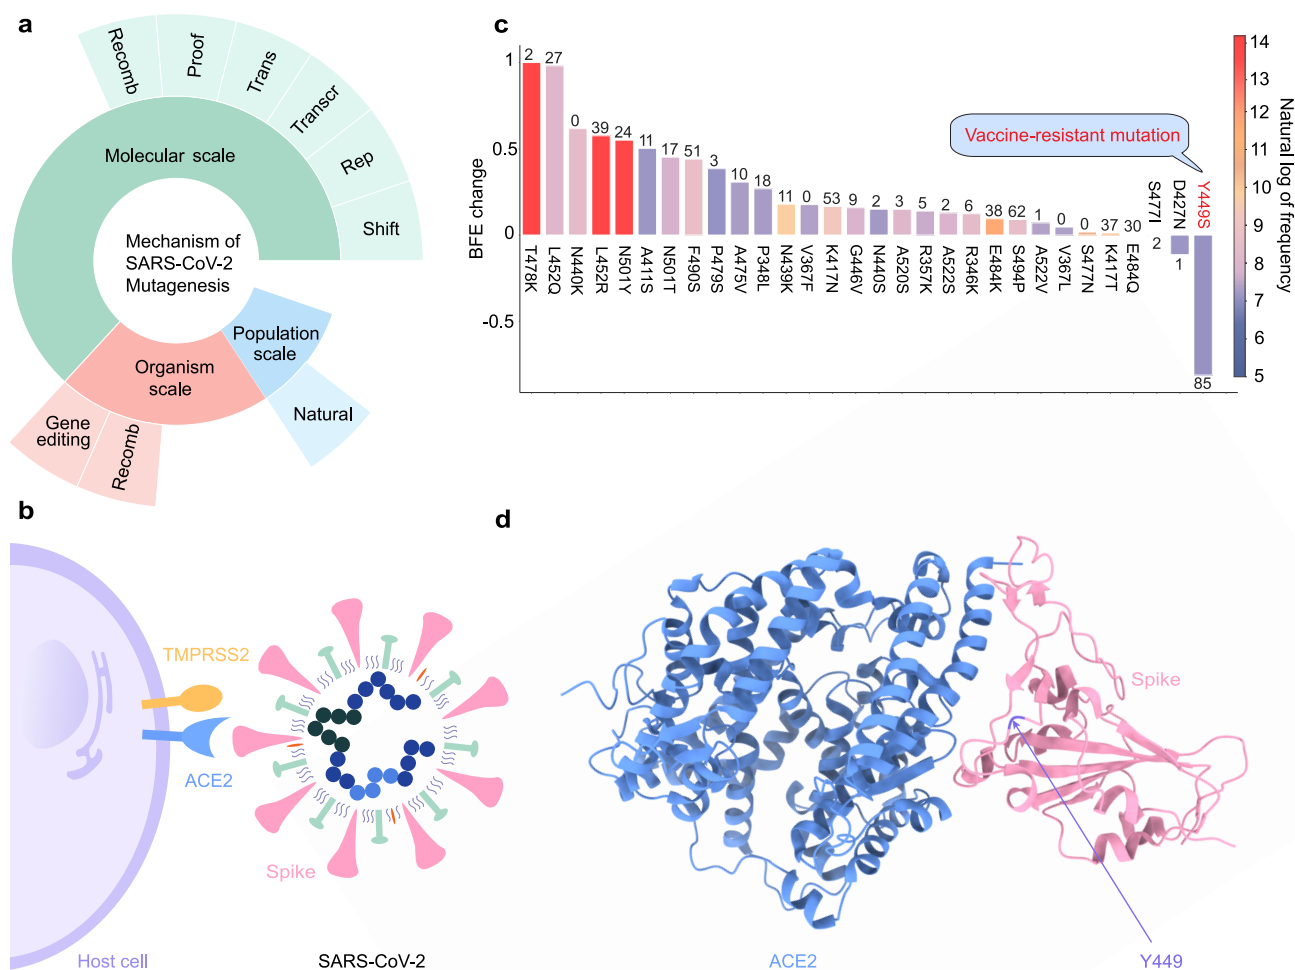 a
Recomb
Proof
Trans
Transcr
Rep
Shift
Molecular scale
Mechanism of
SARS-CoV-2
Mutagenesis
Population
scale
Organism
scale
Natural
Gene
editing
Recomb
b
TMPRSS2
ACE2
Spike
Host cell
SARS-CoV-2
c
BFE change
1
0.5
0
-0.5
2 27 0 39 24 11 17 51 3 10 18 11 0 53 9 2 3 5 2 6 38 62 1 0 0 37 30 2 1 85
T478K
L452Q
N440K
L452R
N501Y
A411S
N501T
F490S
P479S
A475V
P348L
N439K
V367F
K417N
G446V
N440S
A520S
R357K
A522S
R346K
E484K
S494P
A522V
V367L
S477N
K417T
E484Q
S477I
D427N
Y449S
Vaccine-resistant mutation
14
13
12
11
10
9
8
7
6
5
Natural log of frequency
d
Spike
ACE2
Y449